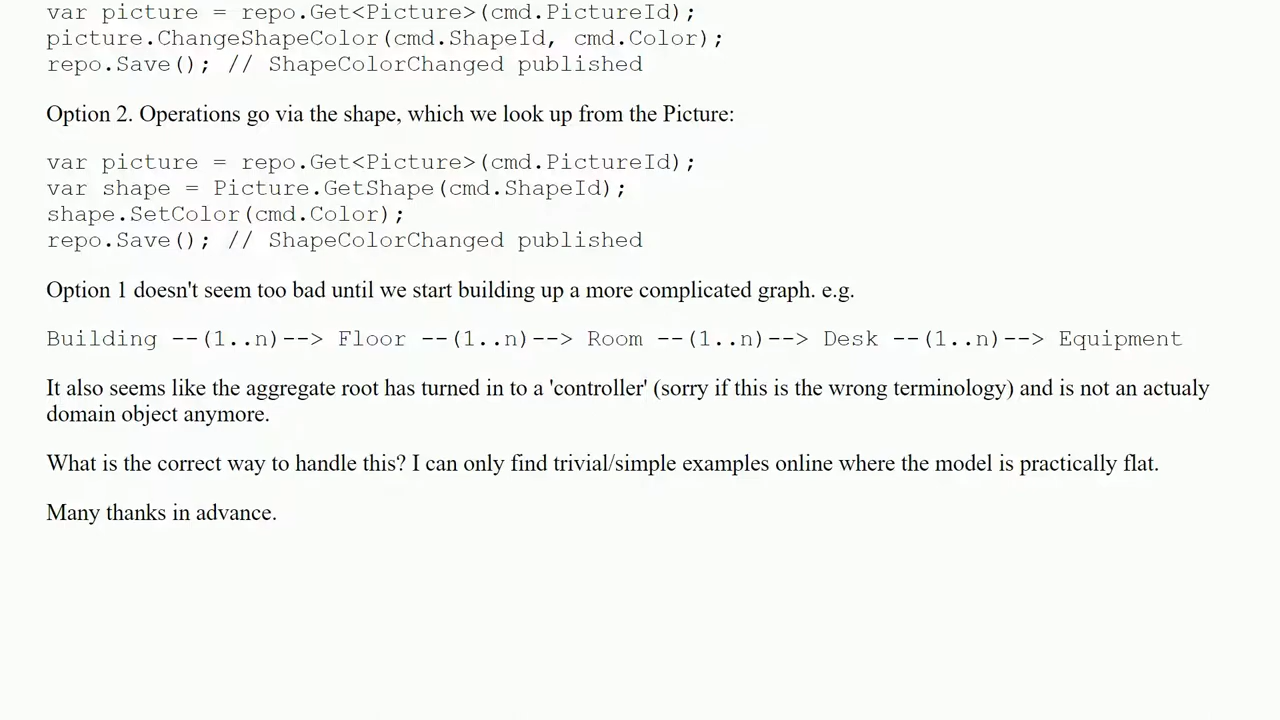 var picture = repo.Get<Picture>(cmd.PictureId);
picture.ChangeShapeColor(cmd.ShapeId, cmd.Color);
repo.Save(); // ShapeColorChanged published
Option 2. Operations go via the shape, which we look up from the Picture:
var picture = repo.Get<Picture>(cmd.PictureId);
var shape = Picture.GetShape(cmd.ShapeId);
shape.SetColor(cmd.Color);
repo.Save(); // ShapeColorChanged published
Option 1 doesn't seem too bad until we start building up a more complicated graph. e.g.
Building --(1..n)--> Floor --(1..n)--> Room --(1..n)--> Desk --(1..n)--> Equipment
It also seems like the aggregate root has turned in to a 'controller' (sorry if this is the wrong terminology) and is not an actualy
domain object anymore.
What is the correct way to handle this? I can only find trivial/simple examples online where the model is practically flat.
Many thanks in advance.